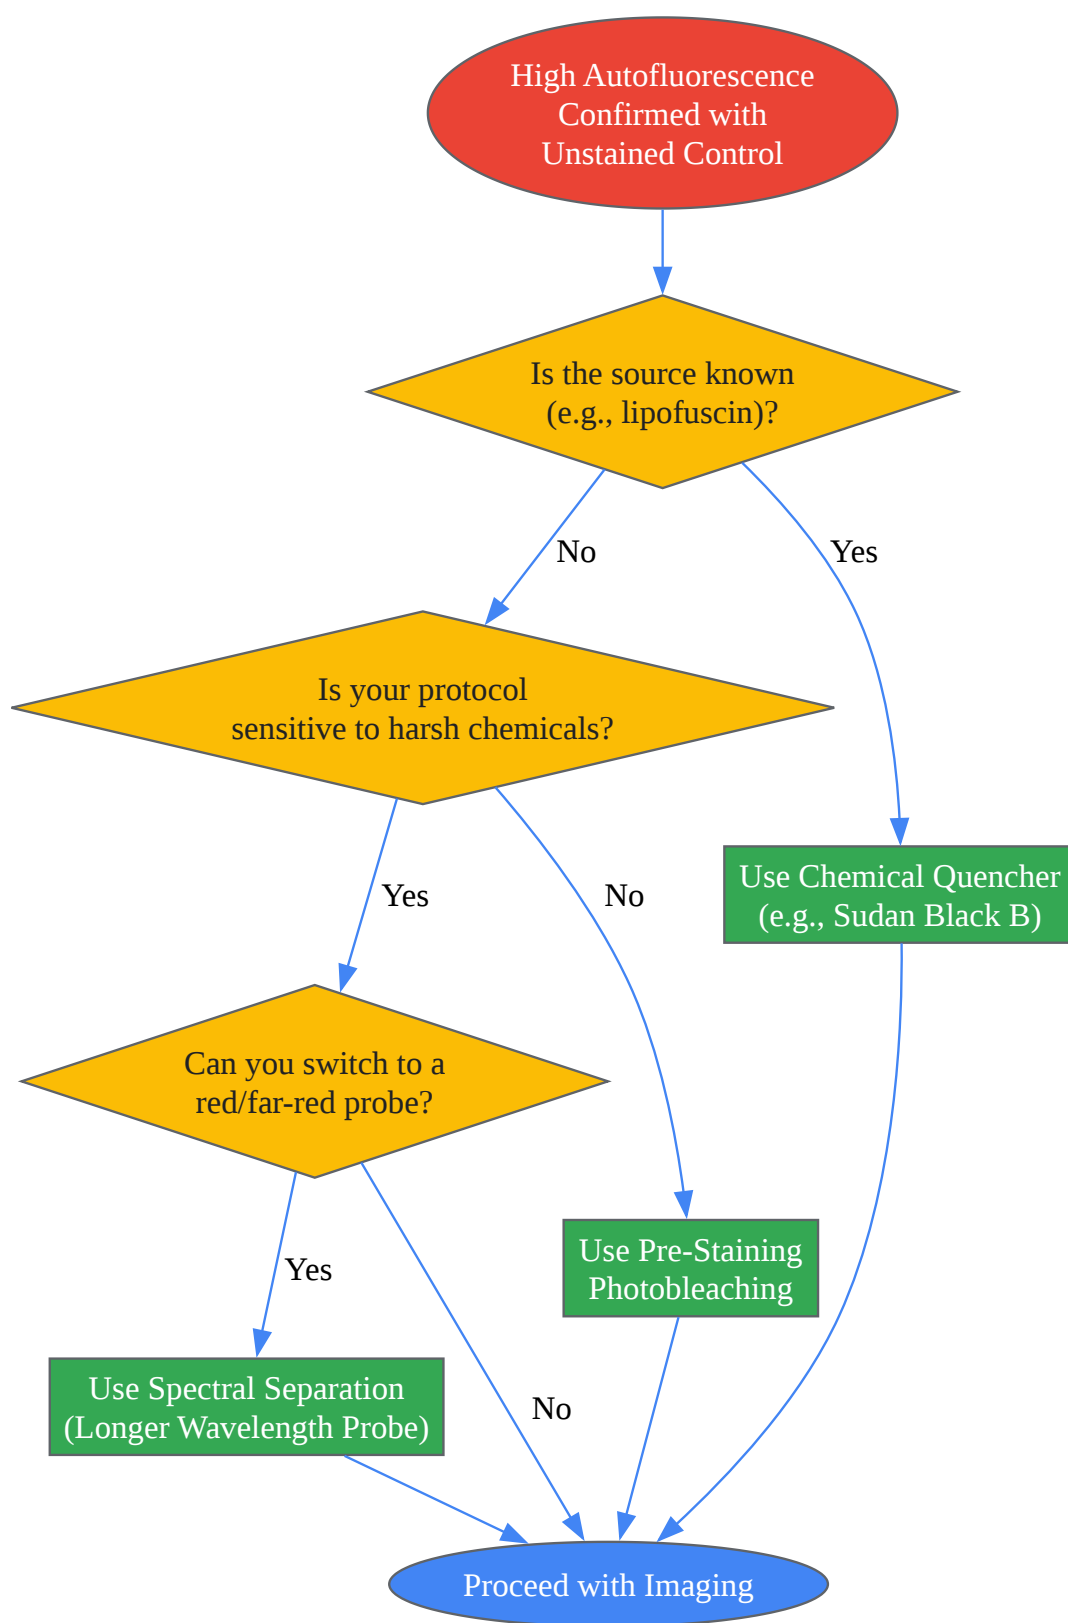 High Autofluorescence
Confirmed with
Unstained Control
Is the source known
(e.g., lipofuscin)?
No
Yes
Is your protocol
sensitive to harsh chemicals?
Yes
No
Use Chemical Quencher
(e.g., Sudan Black B)
Can you switch to a
red/far-red probe?
Yes
No
Use Pre-Staining
Photobleaching
Use Spectral Separation
(Longer Wavelength Probe)
Proceed with Imaging